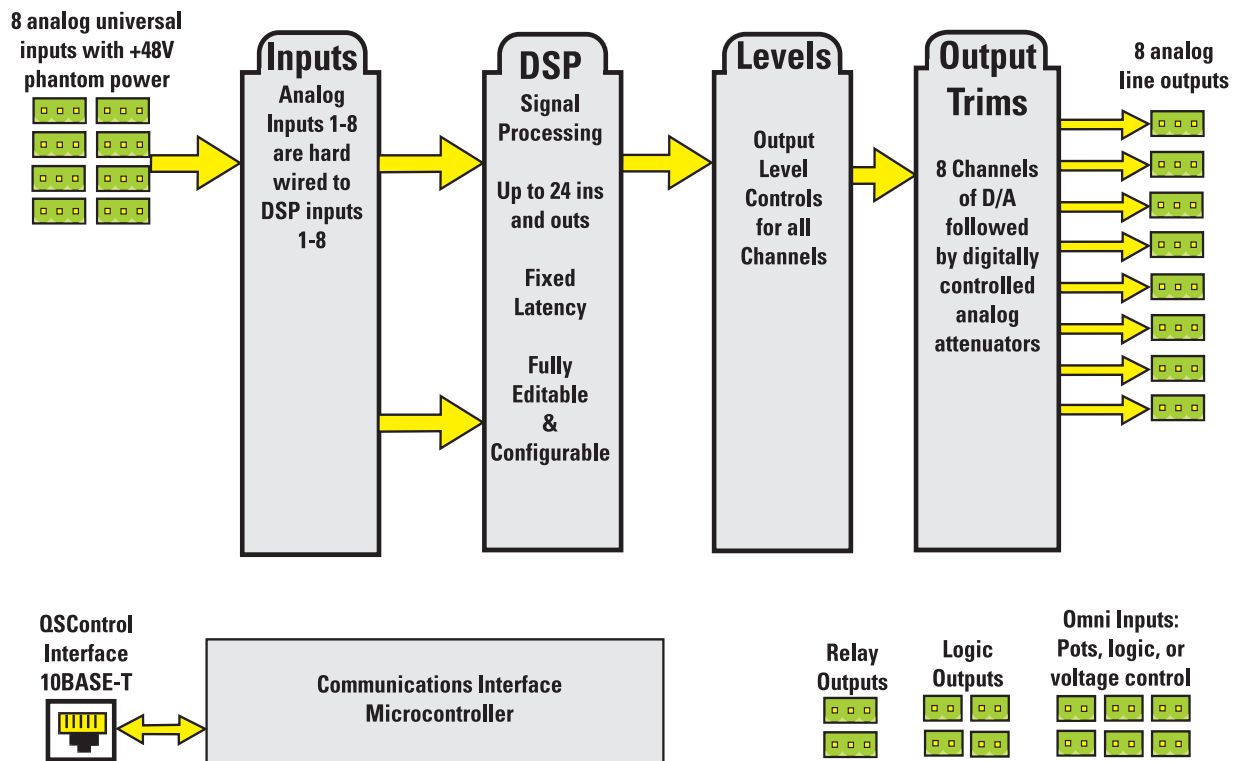 8 analog universal
inputs with +48V
phantom power
Inputs
Analog
Inputs 1-8
are hard
wired to
DSP inputs
1-8
DSP
Signal
Processing
Up to 24 ins
and outs
Fixed
Latency
Fully
Editable
&
Configurable
Levels
Output
Level
Controls
for all
Channels
Output
Trims
8 Channels
of D/A
followed
by digitally
controlled
analog
attenuators
8 analog
line outputs
QSControl
Interface
10BASE-T
Communications Interface
Microcontroller
Relay
Outputs
Logic
Outputs
Omni Inputs:
Pots, logic, or
voltage control